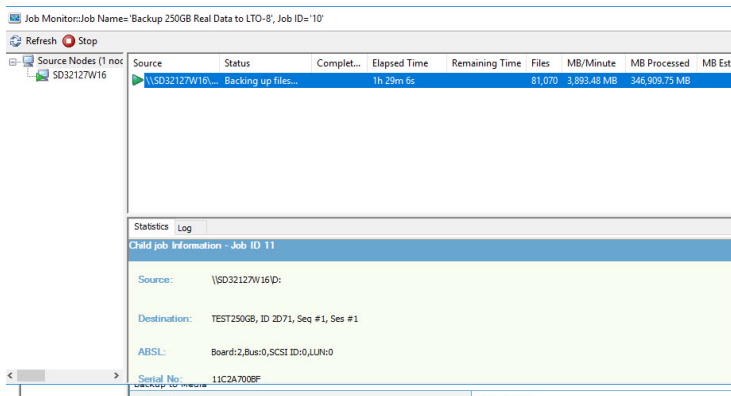 Job Monitor::Job Name='Backup 250GB Real Data to LTO-8', Job ID='10'
Refresh Stop
Source Nodes (1 noc
SD32127W16
Source Status Complet... Elapsed Time Remaining Time Files MB/Minute MB Processed MB Est
\\SD32127W16\... Backing up files... 1h 29m 6s 81,070 3,893.48 MB 346,909.75 MB
Statistics Log
Child job Information - Job ID 11
Source: \\SD32127W16\D:
Destination: TEST250GB, ID 2D71, Seq #1, Ses #1
ABSL: Board:2,Bus:0,SCSI ID:0,LUN:0
Serial No: 11C2A700BF
Backup to Media